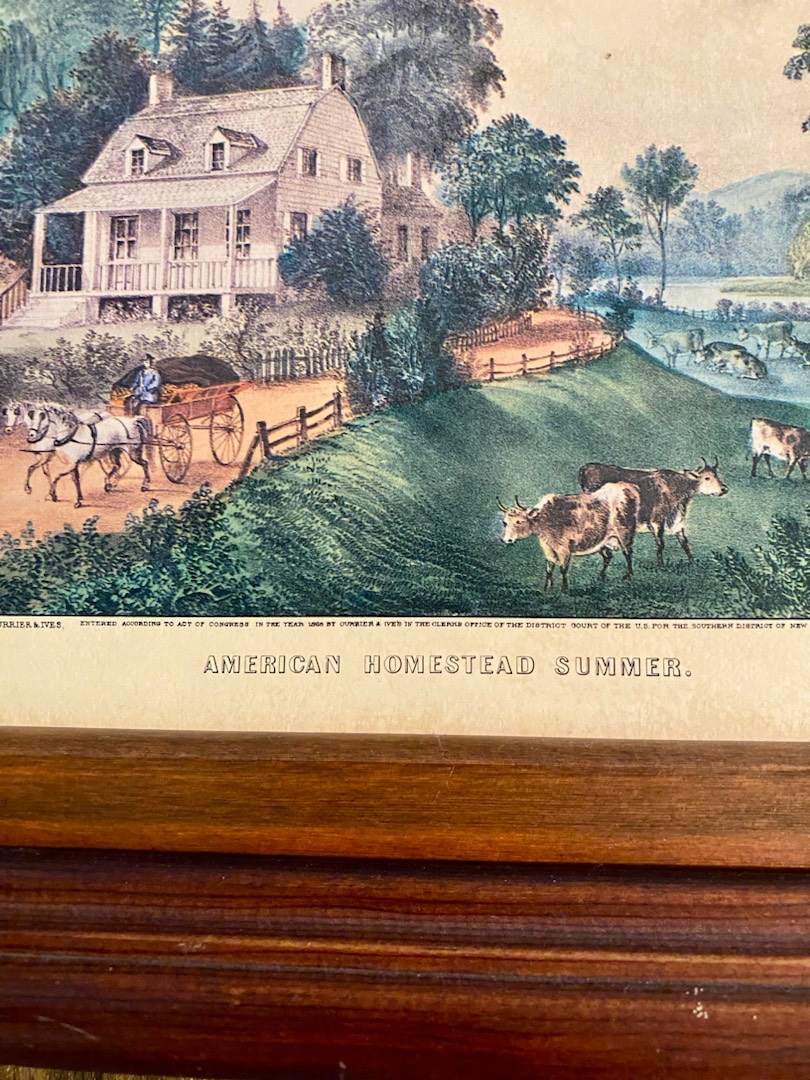 URRIER & IVES. ENTERED ACCORDING TO ACT OF CONGRESS IN THE YEAR 1868 BY CURRIER & IVES IN THE CLERKS OFFICE OF THE DISTRICT COURT OF THE U.S. FOR THE SOUTHERN DISTRICT OF NEW
AMERICAN HOMESTEAD SUMMER.